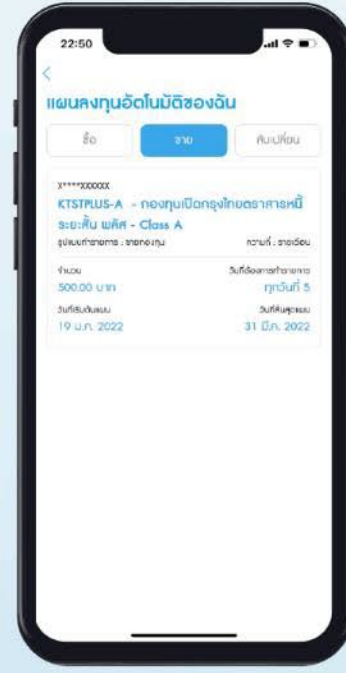 22:50
แผนลงทุนอัตโนมัติของฉัน
ซื้อ
ขาย
สับเปลี่ยน
X****XXXXXX
KTSTPLUS-A - กองทุนเปิดกรุงไทยตราสารหนี้
ระยะสั้น พลัส - Class A
รูปแบบทำรายการ : ขายกองทุน
ความถี่ : รายเดือน
จำนวน
วันที่ต้องการทำรายการ
500.00 บาท
ทุกวันที่ 5
วันที่เริ่มต้นแผน
วันที่สิ้นสุดแผน
19 ม.ค. 2022
31 มี.ค. 2022